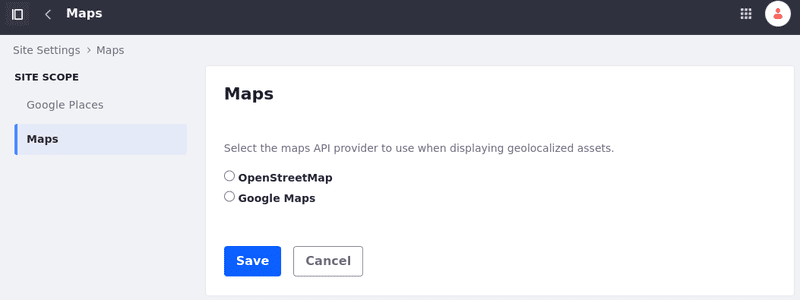 Maps
Site Settings > Maps
SITE SCOPE
Google Places
Maps
Maps
Select the maps API provider to use when displaying geolocalized assets.
OpenStreetMap
Google Maps
Save Cancel